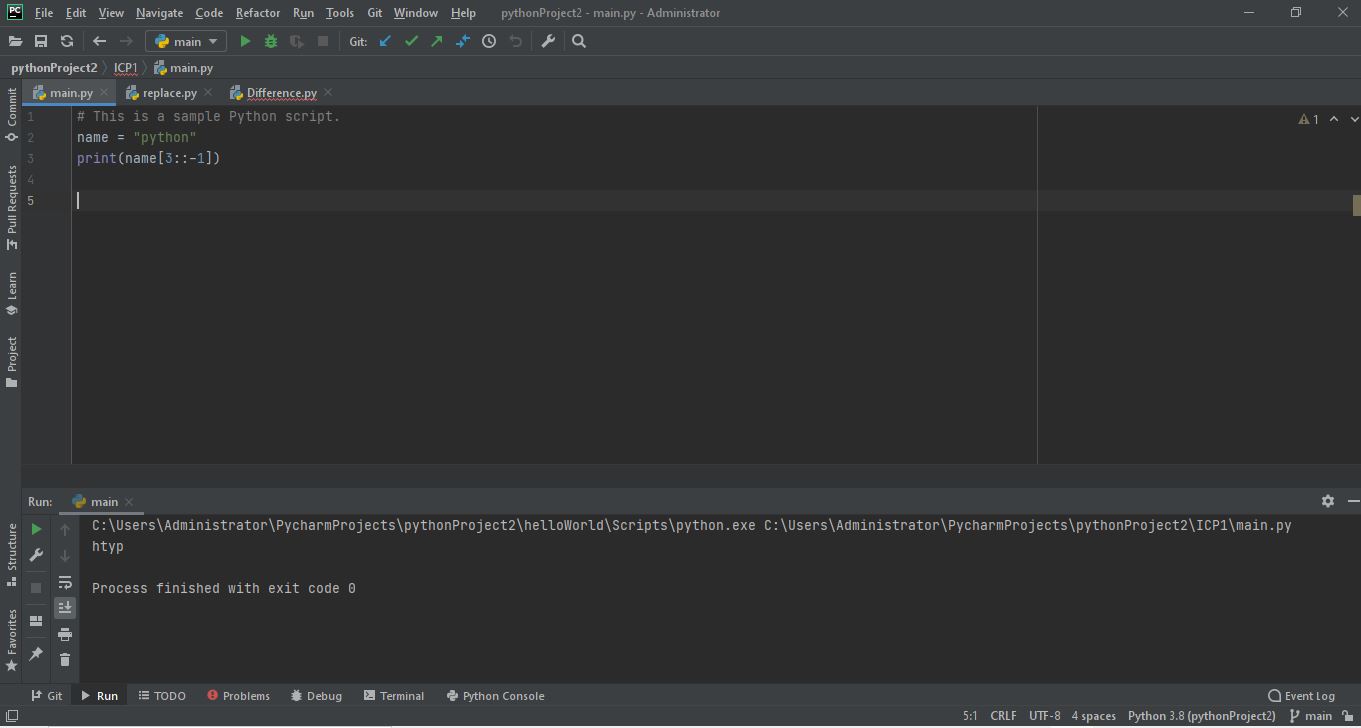 PC File Edit View Navigate Code Refactor Run Tools Git Window Help pythonProject2 - main.py - Administrator
main Git:
pythonProject2 ICP1 main.py
main.py replace.py Difference.py
Commit
Pull Requests
Learn
Project
1 # This is a sample Python script.
2 name = "python"
3 print(name[3::-1])
4
5
1
Run: main
Structure
Favorites
C:\Users\Administrator\PycharmProjects\pythonProject2\helloWorld\Scripts\python.exe C:\Users\Administrator\PycharmProjects\pythonProject2\ICP1\main.py
htyp
Process finished with exit code 0
Git Run TODO Problems Debug Terminal Python Console Event Log
5:1 CRLF UTF-8 4 spaces Python 3.8 (pythonProject2) main